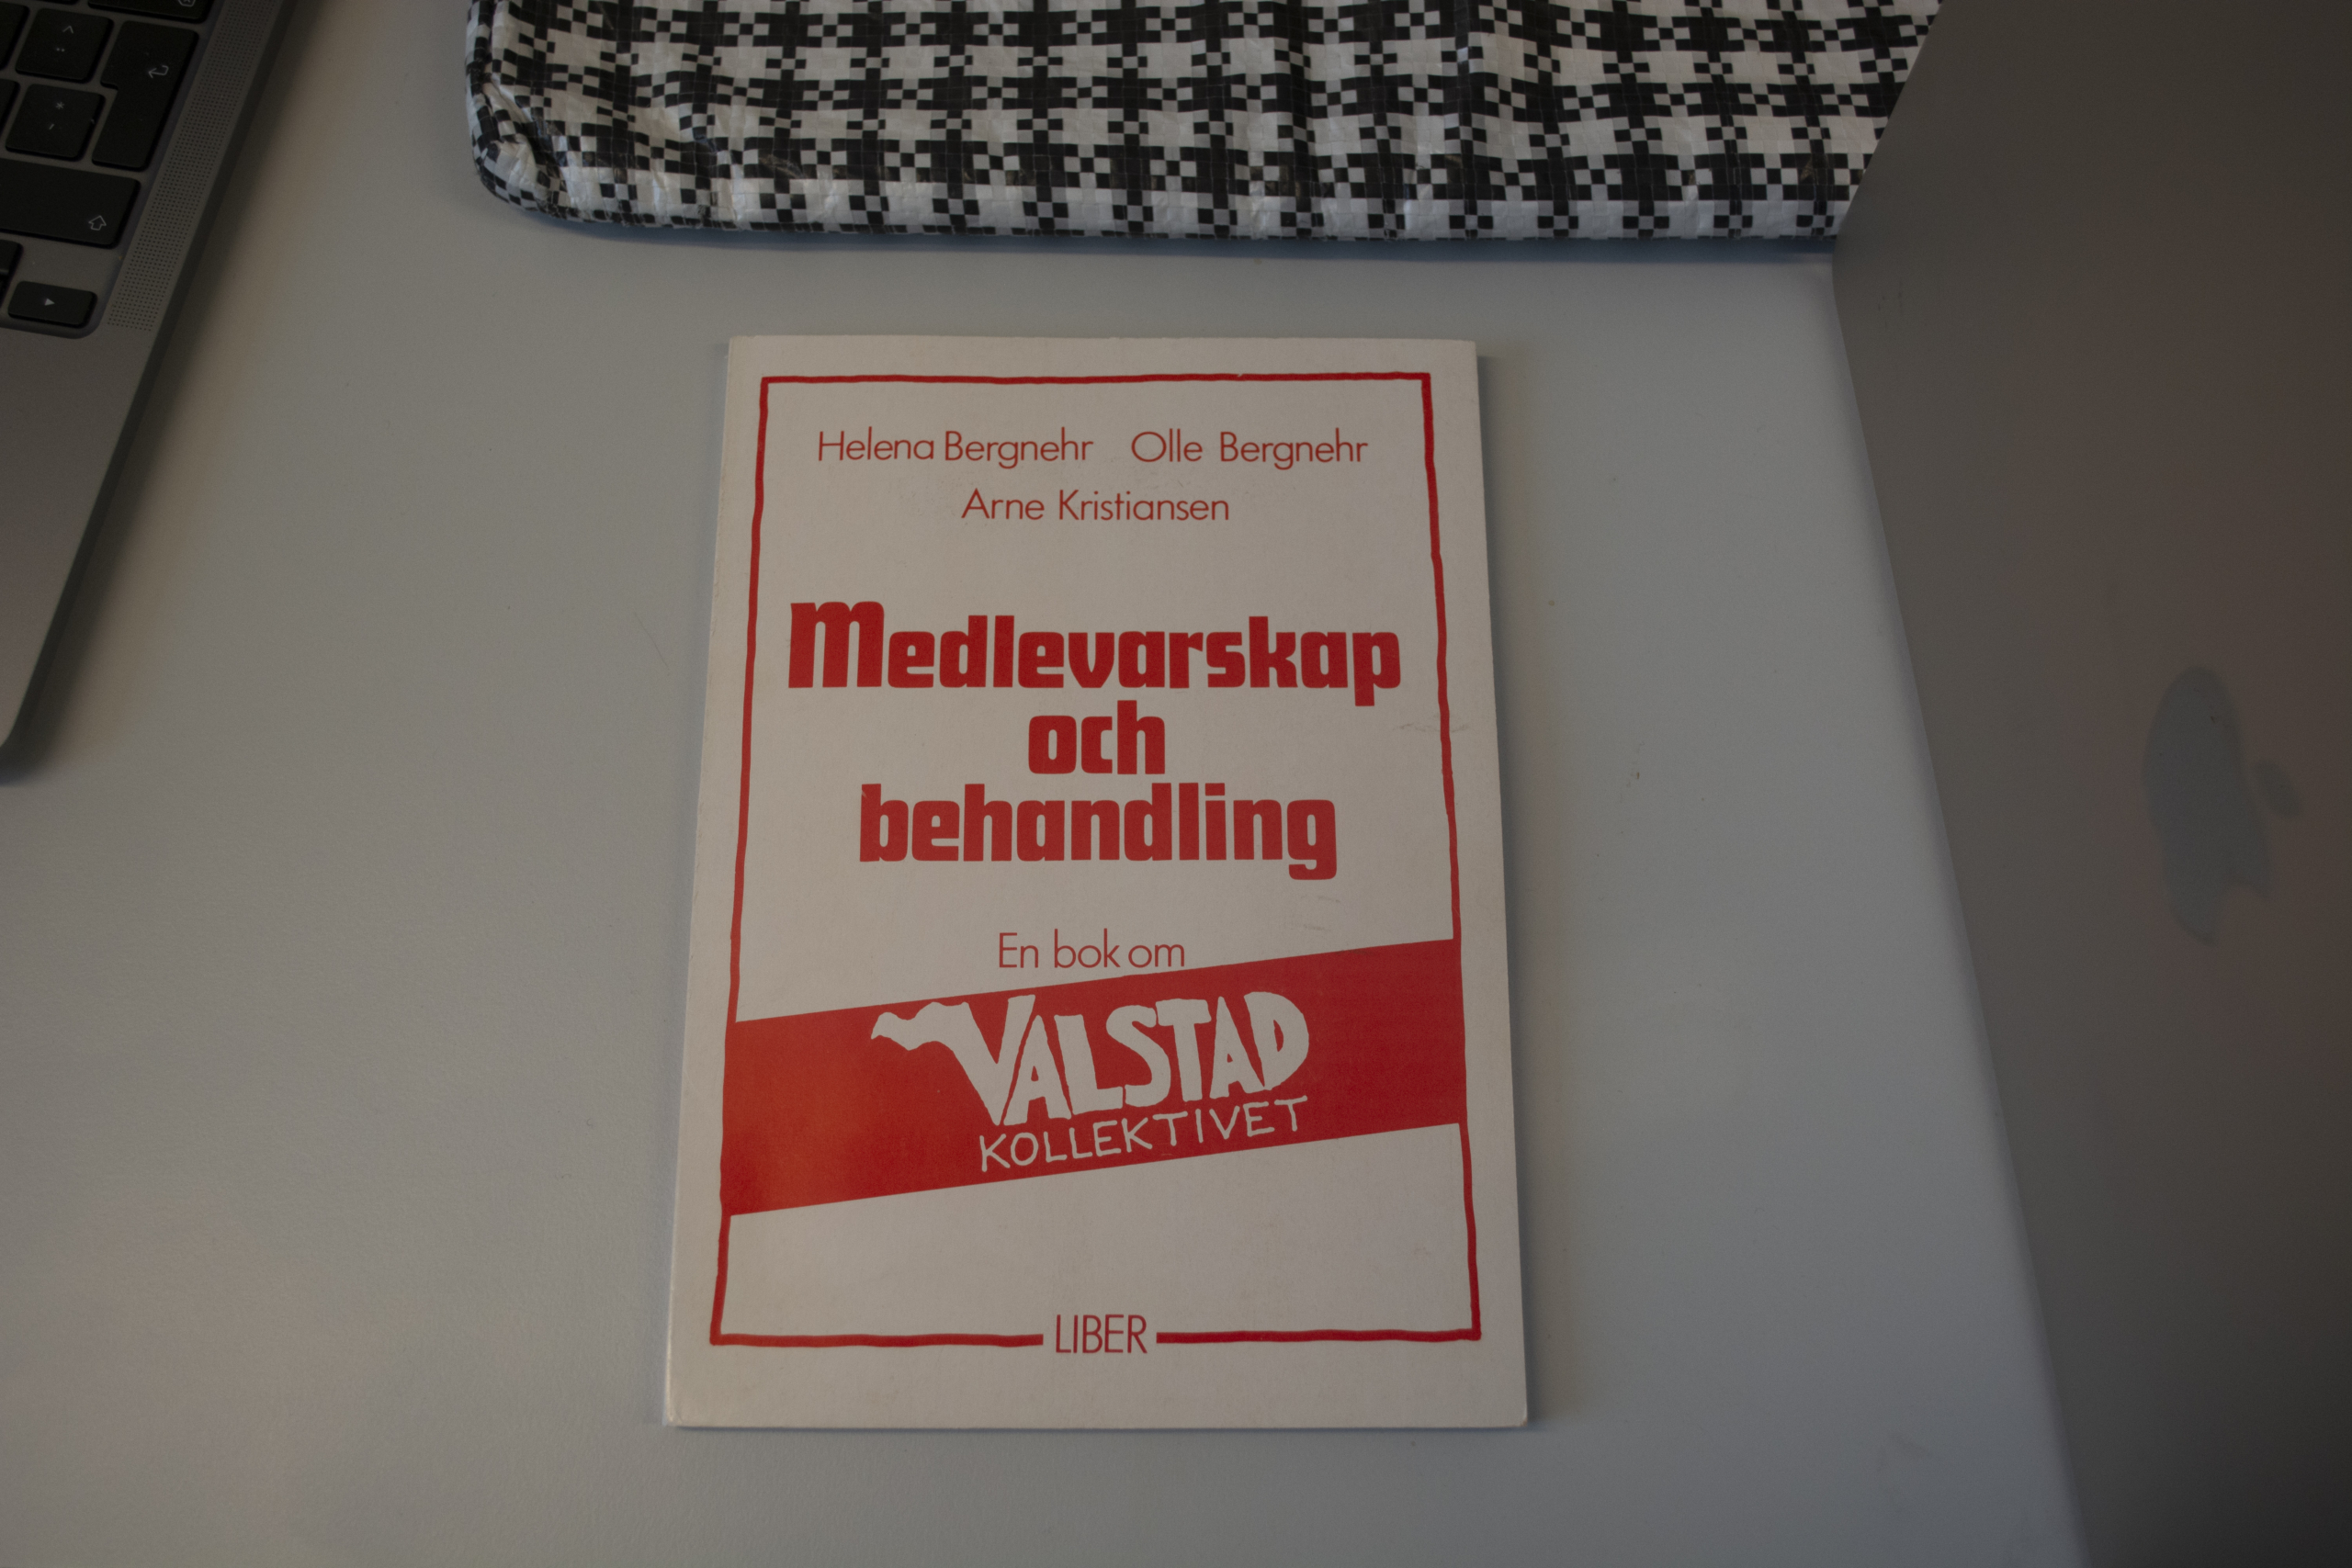 Helena Bergnehr Olle Bergnehr
Arne Kristiansen
Medlevarskap
och
behandling
En bok om
VALSTAD
KOLLEKTIVET
LIBER